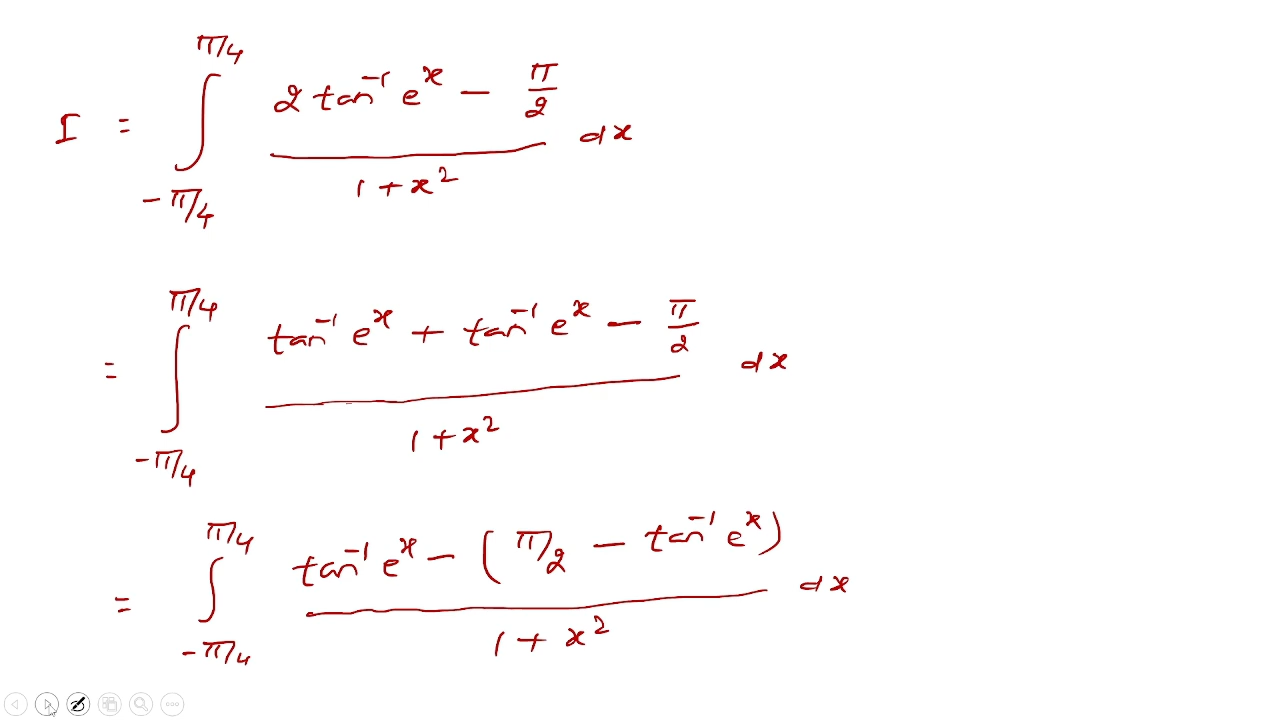 I = ∫_{-π/4}^{π/4} (2 tan⁻¹ eˣ − π/2) / (1 + x²) dx
= ∫_{-π/4}^{π/4} (tan⁻¹ eˣ + tan⁻¹ eˣ − π/2) / (1 + x²) dx
= ∫_{-π/4}^{π/4} (tan⁻¹ eˣ − (π/2 − tan⁻¹ eˣ)) / (1 + x²) dx